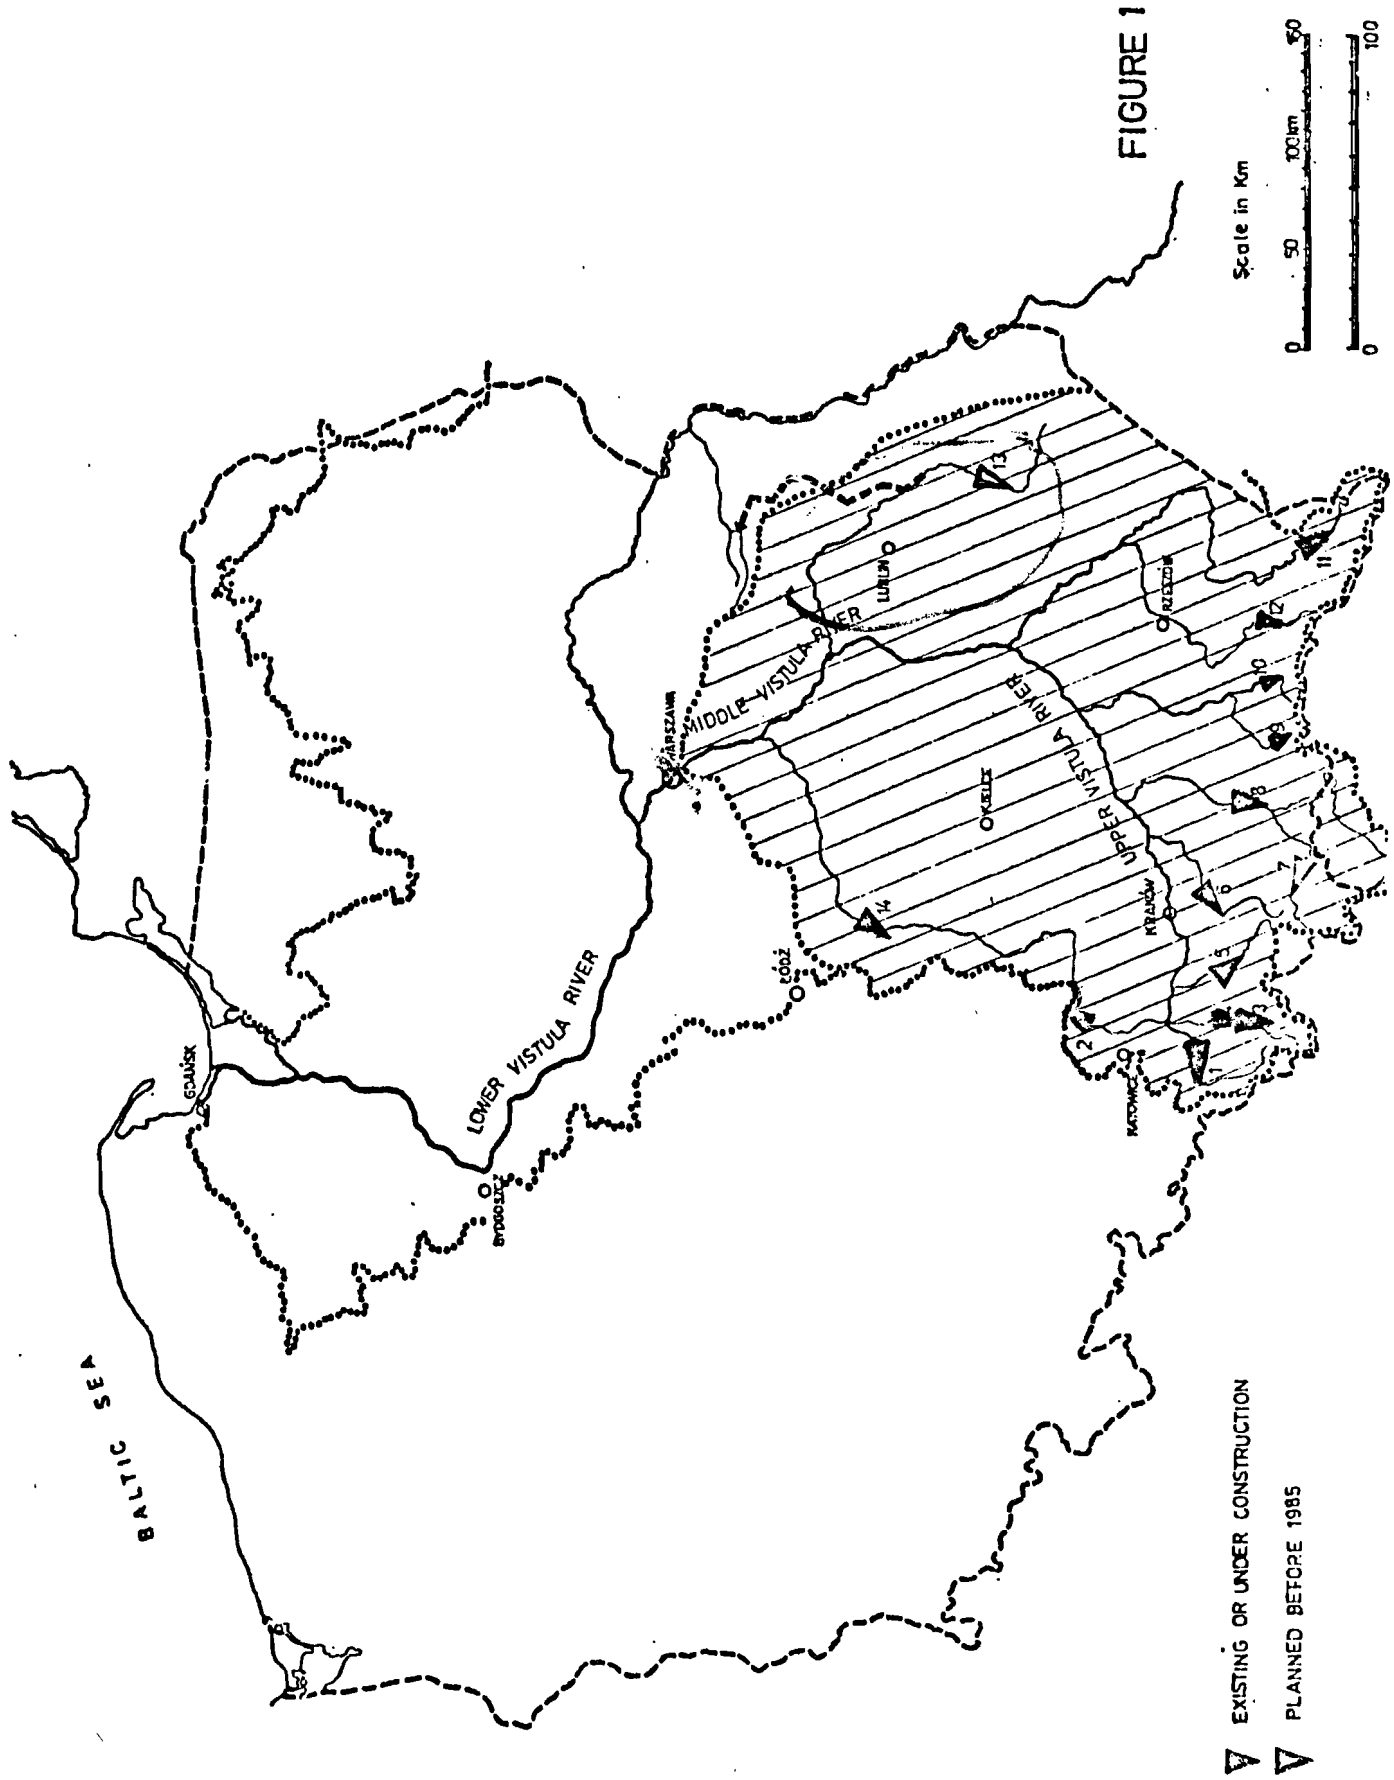 BALTIC SEA
GDAŃSK
BYDGOSZCZ
LOWER VISTULA RIVER
WARSZAWA
ŁÓDŹ
MIDDLE VISTULA RIVER
LUBLIN
KIELCE
UPPER VISTULA RIVER
KATOWICE
KRAKÓW
RZESZÓW
1
2
3
5
6
7
8
9
10
11
12
13
14
EXISTING OR UNDER CONSTRUCTION
PLANNED BEFORE 1985
FIGURE 1
Scale in Km
0 50 100km 150
0 100